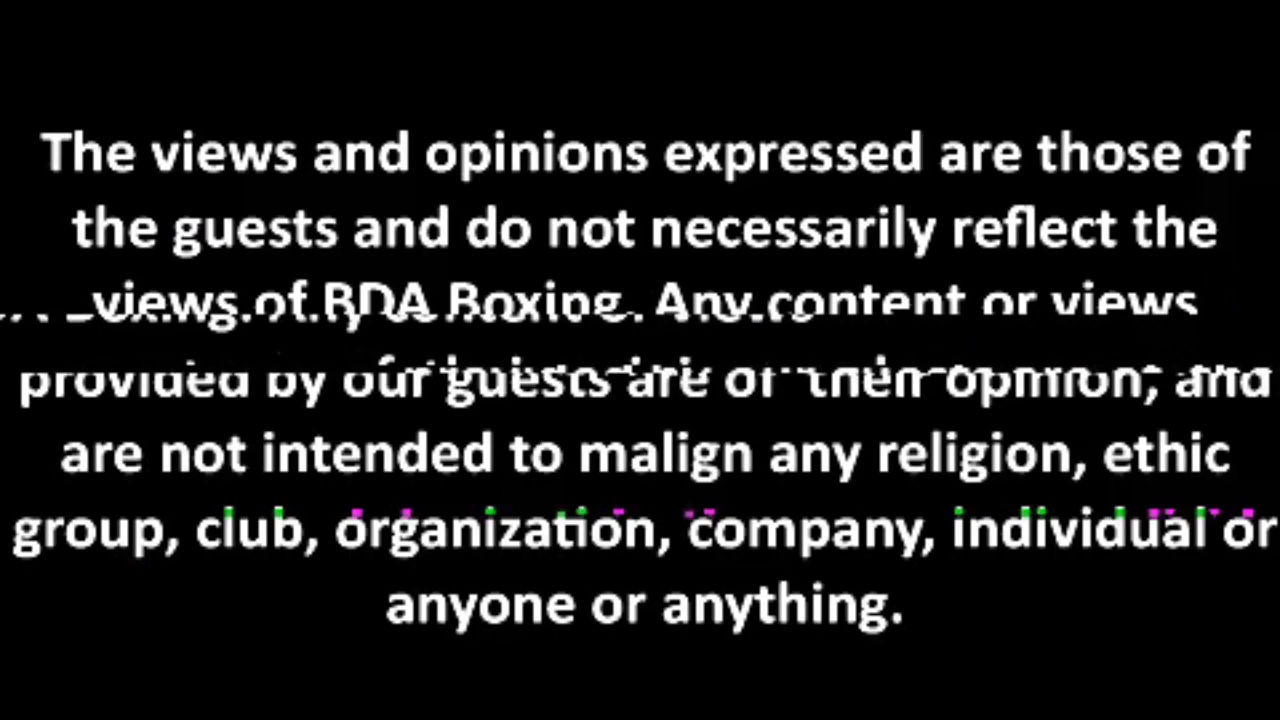 The views and opinions expressed are those of
the guests and do not necessarily reflect the
views of BDA Boxing. Any content or views
provided by our guests are of their opinion, and
are not intended to malign any religion, ethic
group, club, organization, company, individual or
anyone or anything.